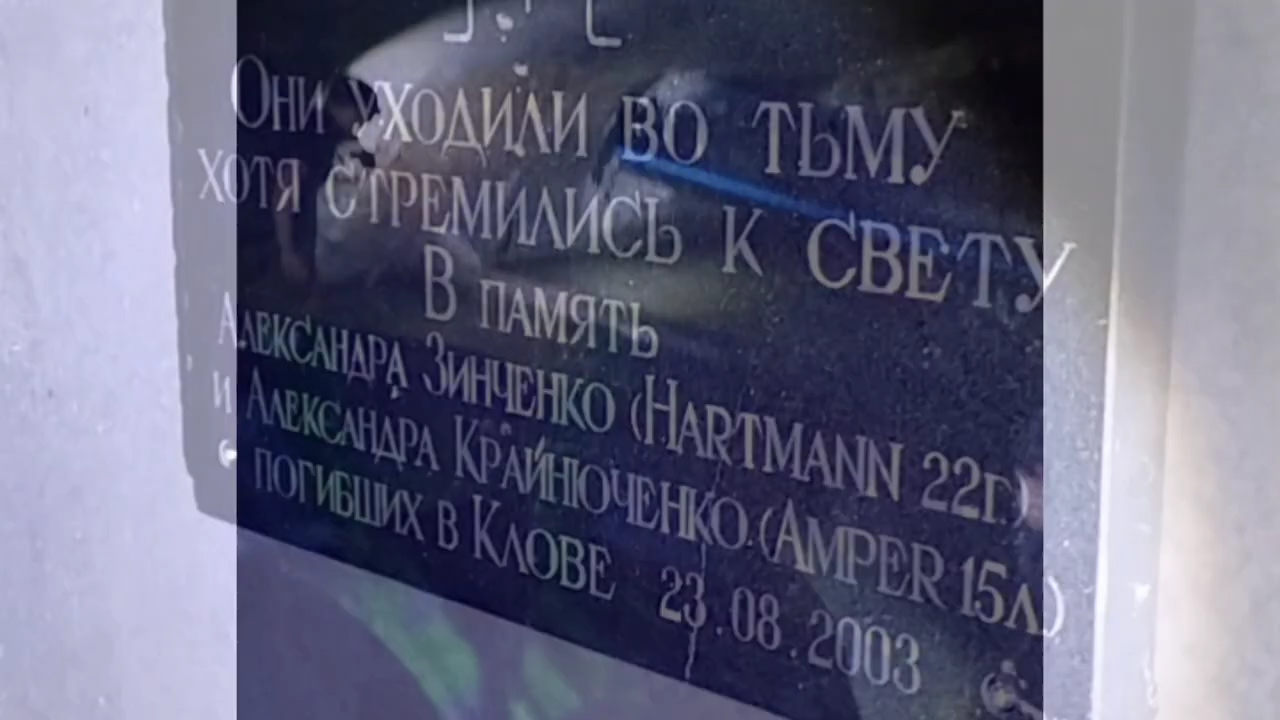 Они уходили во тьму
хотя стремились к свету
В память
Александра Зинченко (Hartmann 22г.)
и Александра Крайнюченко (Amper 15л.)
погибших в Клове 23.08.2003